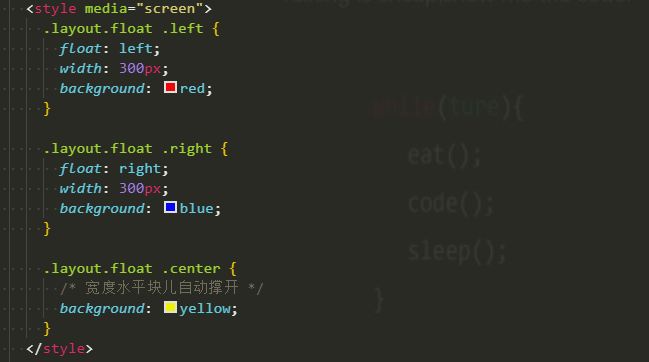 <style media="screen">
.layout.float .left {
float: left;
width: 300px;
background: red;
}
.layout.float .right {
float: right;
width: 300px;
background: blue;
}
.layout.float .center {
/* 宽度水平块儿自动撑开 */
background: yellow;
}
</style>
while(ture){
eat();
code();
sleep();
}